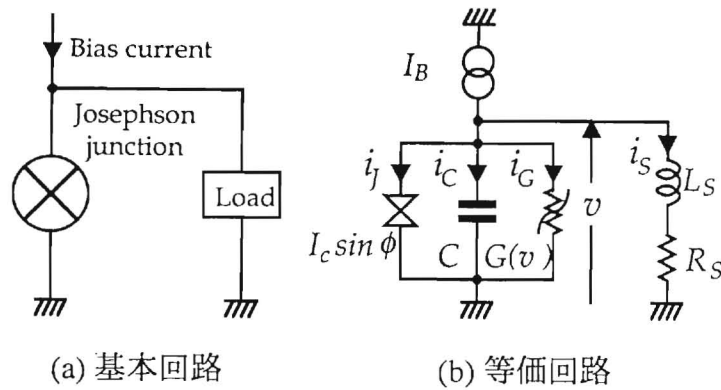 Bias current
Josephson
junction
Load
(a) 基本回路
I_B
i_J
i_C
i_G
v
i_S
L_S
I_c sin ϕ
C
G(v)
R_S
(b) 等価回路